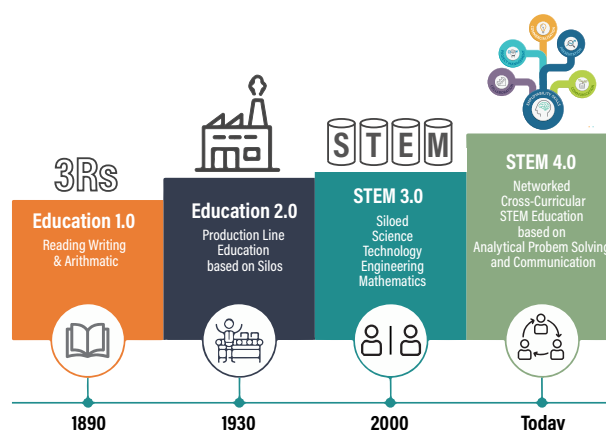 3Rs
Education 1.0
Reading Writing
& Arithmatic
Education 2.0
Production Line
Education
based on Silos
STEM
STEM 3.0
Siloed
Science
Technology
Engineering
Mathematics
STEM 4.0
Networked
Cross-Curricular
STEM Education
based on
Analytical Probem Solving
and Communication
1890
1930
2000
Today